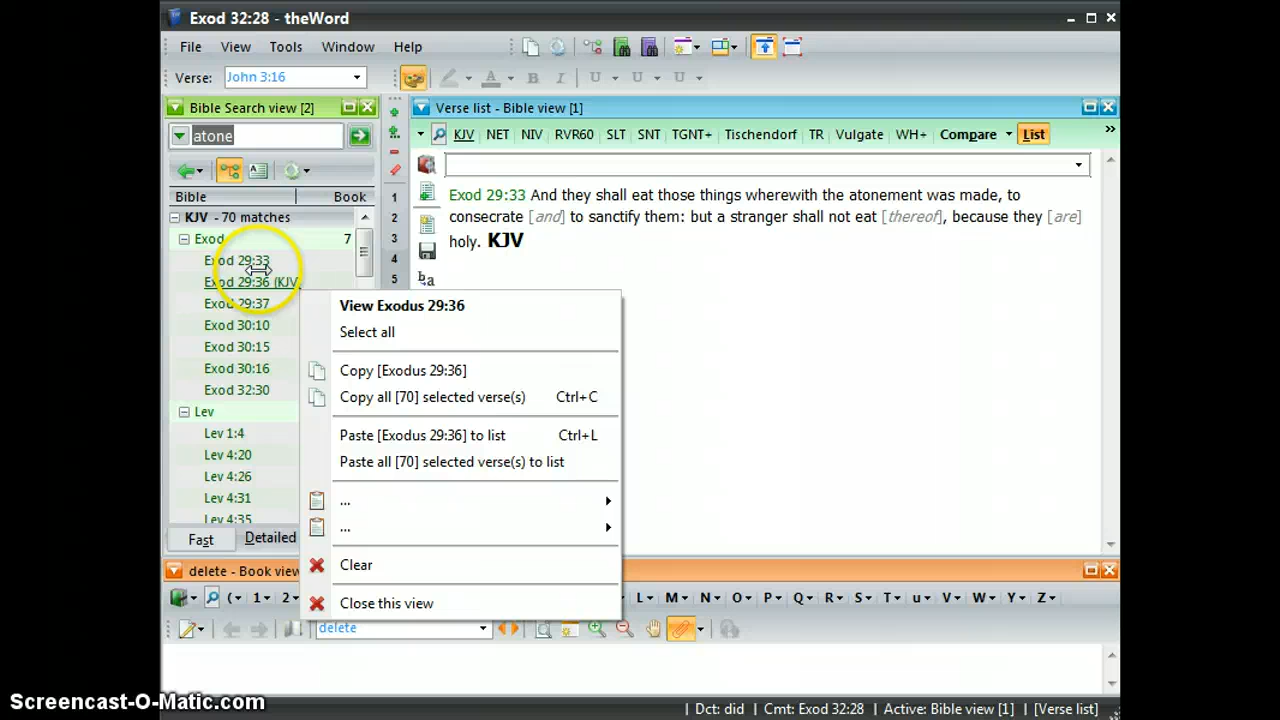 Exod 32:28 - theWord
File View Tools Window Help
Verse: John 3:16 B I U U U
Bible Search view [2]
Verse list - Bible view [1]
atone
KJV NET NIV RVR60 SLT SNT TGNT+ Tischendorf TR Vulgate WH+ Compare List »
Bible Book
KJV - 70 matches
Exod 7
Exod 29:33
Exod 29:36 (KJV
Exod 29:37
Exod 30:10
Exod 30:15
Exod 30:16
Exod 32:30
Lev
Lev 1:4
Lev 4:20
Lev 4:26
Lev 4:31
Lev 4:35
Fast Detailed
1
2
3
4
5
Exod 29:33 And they shall eat those things wherewith the atonement was made, to
consecrate [and] to sanctify them: but a stranger shall not eat [thereof], because they [are]
holy. KJV
View Exodus 29:36
Select all
Copy [Exodus 29:36]
Copy all [70] selected verse(s) Ctrl+C
Paste [Exodus 29:36] to list Ctrl+L
Paste all [70] selected verse(s) to list
...
...
Clear
Close this view
delete - Book view
( 1 2 L M N O P Q R S T u V W Y Z
delete
Screencast-O-Matic.com
Dct: did Cmt: Exod 32:28 Active: Bible view [1] [Verse list]